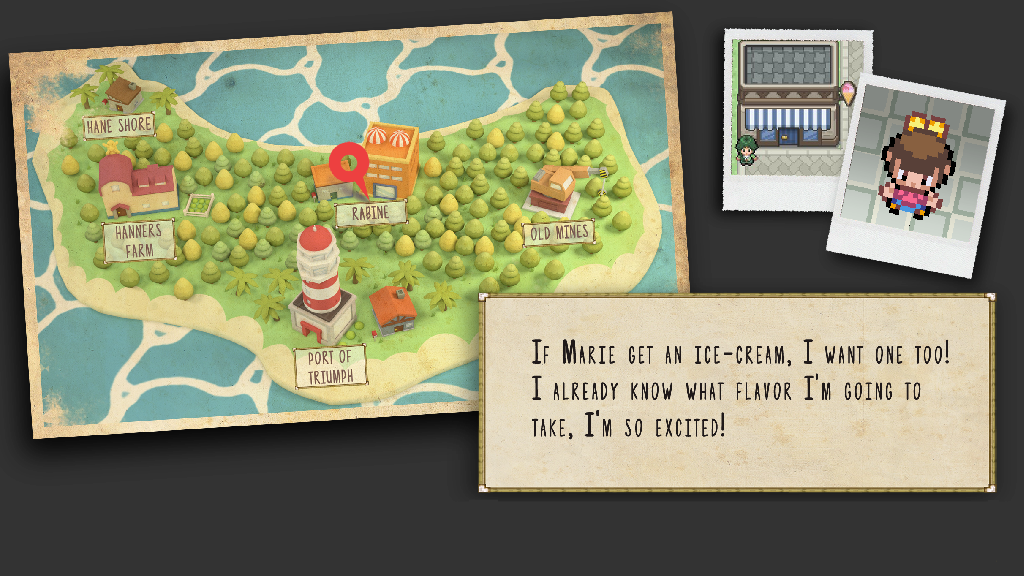 HANE SHORE
HANNERS
FARM
RABINE
OLD MINES
PORT OF
TRIUMPH
If Marie get an ice-cream, I want one too!
I already know what flavor I'm going to
take, I'm so excited!